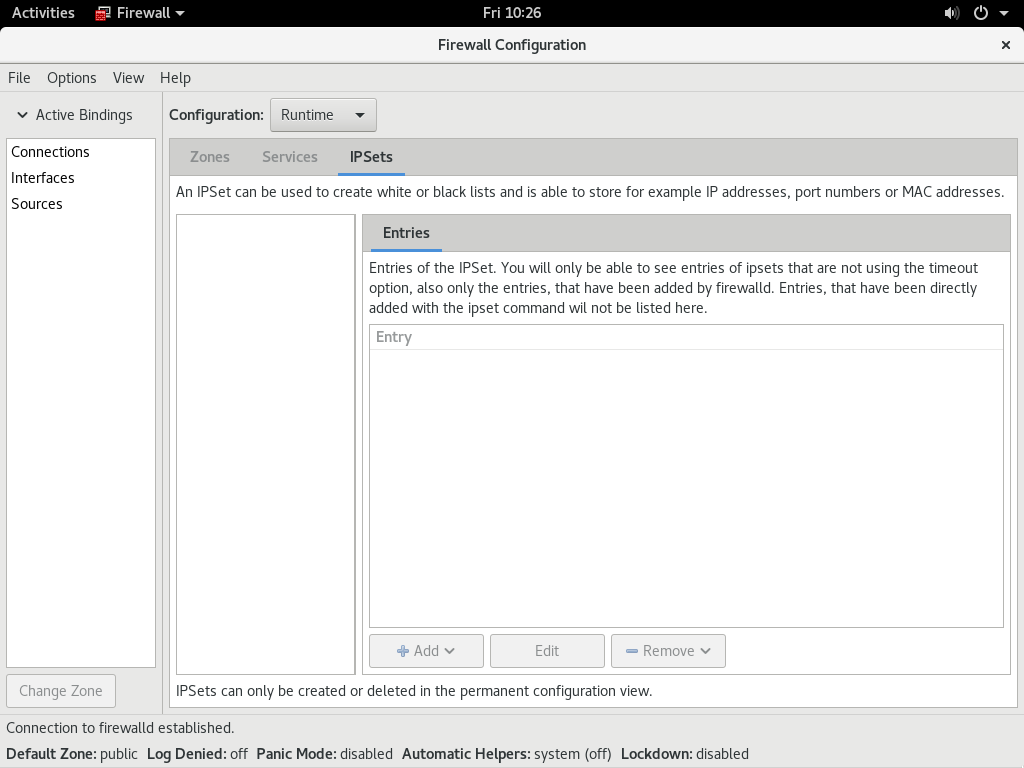 Activities Firewall Fri 10:26
Firewall Configuration
File Options View Help
Active Bindings
Connections
Interfaces
Sources
Change Zone
Configuration: Runtime
Zones Services IPSets
An IPSet can be used to create white or black lists and is able to store for example IP addresses, port numbers or MAC addresses.
Entries
Entries of the IPSet. You will only be able to see entries of ipsets that are not using the timeout
option, also only the entries, that have been added by firewalld. Entries, that have been directly
added with the ipset command wil not be listed here.
Entry
Add Edit Remove
IPSets can only be created or deleted in the permanent configuration view.
Connection to firewalld established.
Default Zone: public Log Denied: off Panic Mode: disabled Automatic Helpers: system (off) Lockdown: disabled